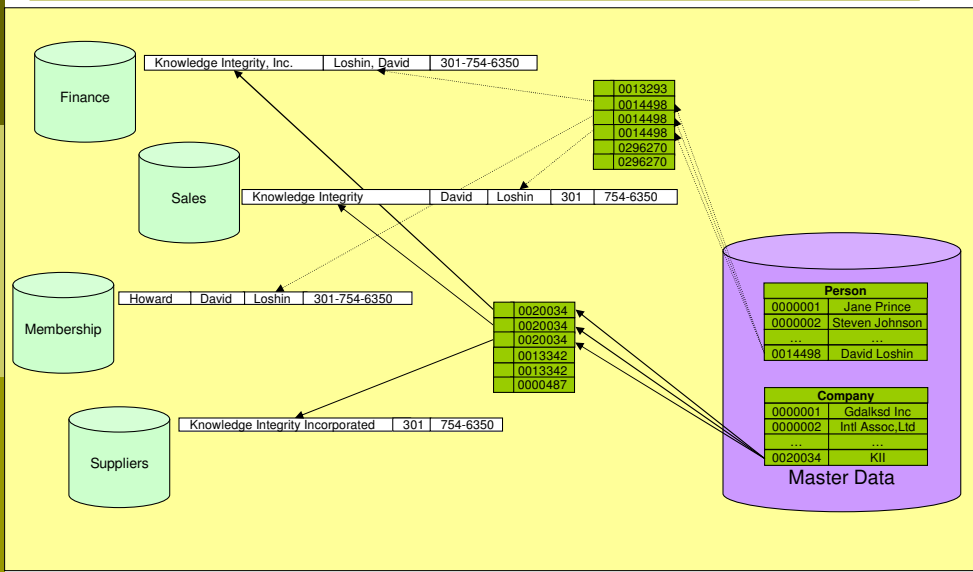 Finance
Knowledge Integrity, Inc. Loshin, David 301-754-6350
0013293
0014498
0014498
0014498
0296270
0296270
Sales
Knowledge Integrity David Loshin 301 754-6350
Membership
Howard David Loshin 301-754-6350
0020034
0020034
0020034
0013342
0013342
0000487
Suppliers
Knowledge Integrity Incorporated 301 754-6350
Person
0000001 Jane Prince
0000002 Steven Johnson
... ...
0014498 David Loshin
Company
0000001 Gdalksd Inc
0000002 Intl Assoc,Ltd
... ...
0020034 KII
Master Data